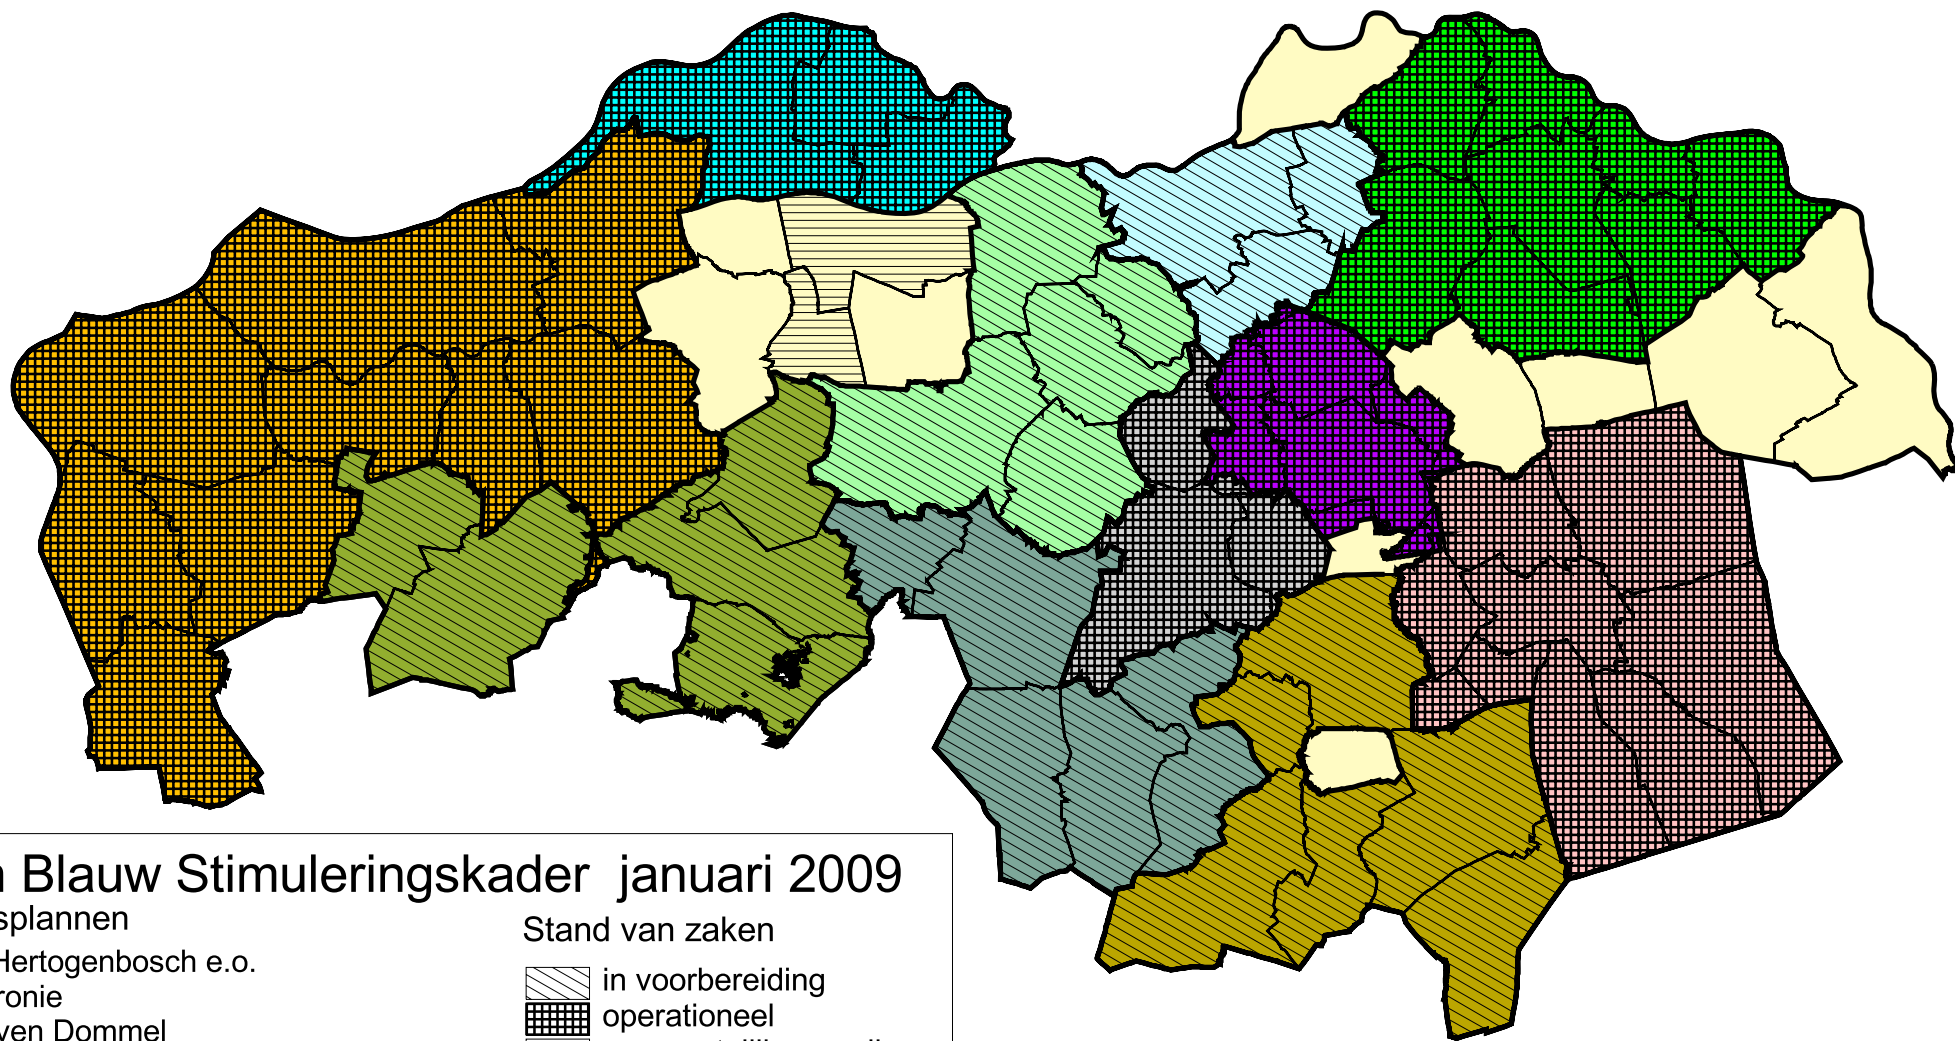 Blauw Stimuleringskader januari 2009
splannen
Hertogenbosch e.o.
ronie
ven Dommel
Stand van zaken
in voorbereiding
operationeel